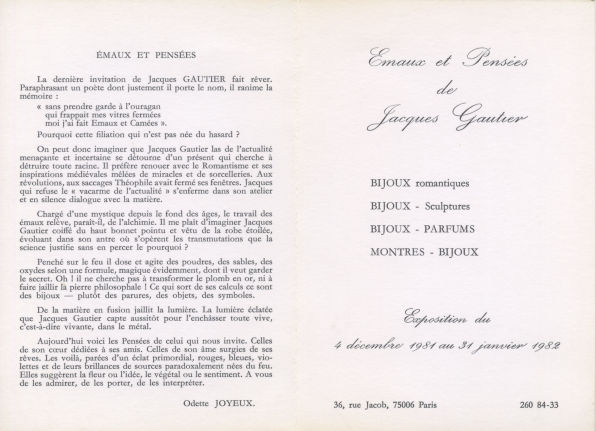 ÉMAUX ET PENSÉES
La dernière invitation de Jacques GAUTIER fait rêver.
Paraphrasant un poète dont justement il porte le nom, il ranime la
mémoire :
« sans prendre garde à l'ouragan
qui frappait mes vitres fermées
moi j'ai fait Emaux et Camées ».
Pourquoi cette filiation qui n'est pas née du hasard ?
On peut donc imaginer que Jacques Gautier las de l'actualité
menaçante et incertaine se détourne d'un présent qui cherche à
détruire toute racine. Il préfère renouer avec le Romantisme et ses
inspirations médiévales mêlées de miracles et de sorcelleries. Aux
révolutions, aux saccages Théophile avait fermé ses fenêtres. Jacques
qui refuse le « vacarme de l'actualité » s'enferme dans son atelier
et en silence dialogue avec la matière.
Chargé d'une mystique depuis le fond des âges, le travail des
émaux relève, paraît-il, de l'alchimie. Il me plaît d'imaginer Jacques
Gautier coiffé du haut bonnet pointu et vêtu de la robe étoilée,
évoluant dans son antre où s'opèrent les transmutations que la
science justifie sans en percer le pourquoi ?
Penché sur le feu il dose et agite des poudres, des sables, des
oxydes selon une formule, magique évidemment, dont il veut garder
le secret. Oh ! il ne cherche pas à transformer le plomb en or, ni à
faire jaillir la pierre philosophale ! Ce qui sort de ses calculs ce sont
des bijoux — plutôt des parures, des objets, des symboles.
De la matière en fusion jaillit la lumière. La lumière éclatée
que Jacques Gautier capte aussitôt pour l'enchâsser toute vive,
c'est-à-dire vivante, dans le métal.
Aujourd'hui voici les Pensées de celui qui nous invite. Celles
de son cœur dédiées à ses amis. Celles de son âme surgies de ses
rêves. Les voilà, parées d'un éclat primordial, rouges, bleues, vio-
lettes et de leurs brillances de sources paradoxalement nées du feu.
Elles suggèrent la fleur ou l'idée, le végétal ou le sentiment. A vous
de les admirer, de les porter, de les interpréter.
Odette JOYEUX.
Emaux et Pensées
de
Jacques Gautier
BIJOUX romantiques
BIJOUX - Sculptures
BIJOUX - PARFUMS
MONTRES - BIJOUX
Exposition du
4 décembre 1981 au 31 janvier 1982
36, rue Jacob, 75006 Paris 260 84-33